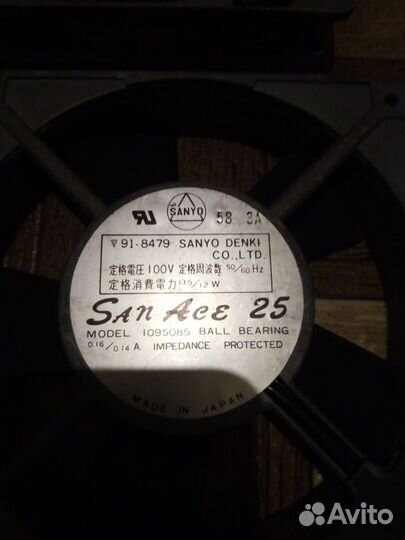 SANYO
58 3A
▽91-8479 SANYO DENKI
CO.,LTD.
定格電圧 100V 定格周波数 50/60 Hz
定格消費電力 13.5/12 W
SAN ACE 25
MODEL 109S085 BALL BEARING
0.16/0.14 A IMPEDANCE PROTECTED
MADE IN JAPAN
Avito